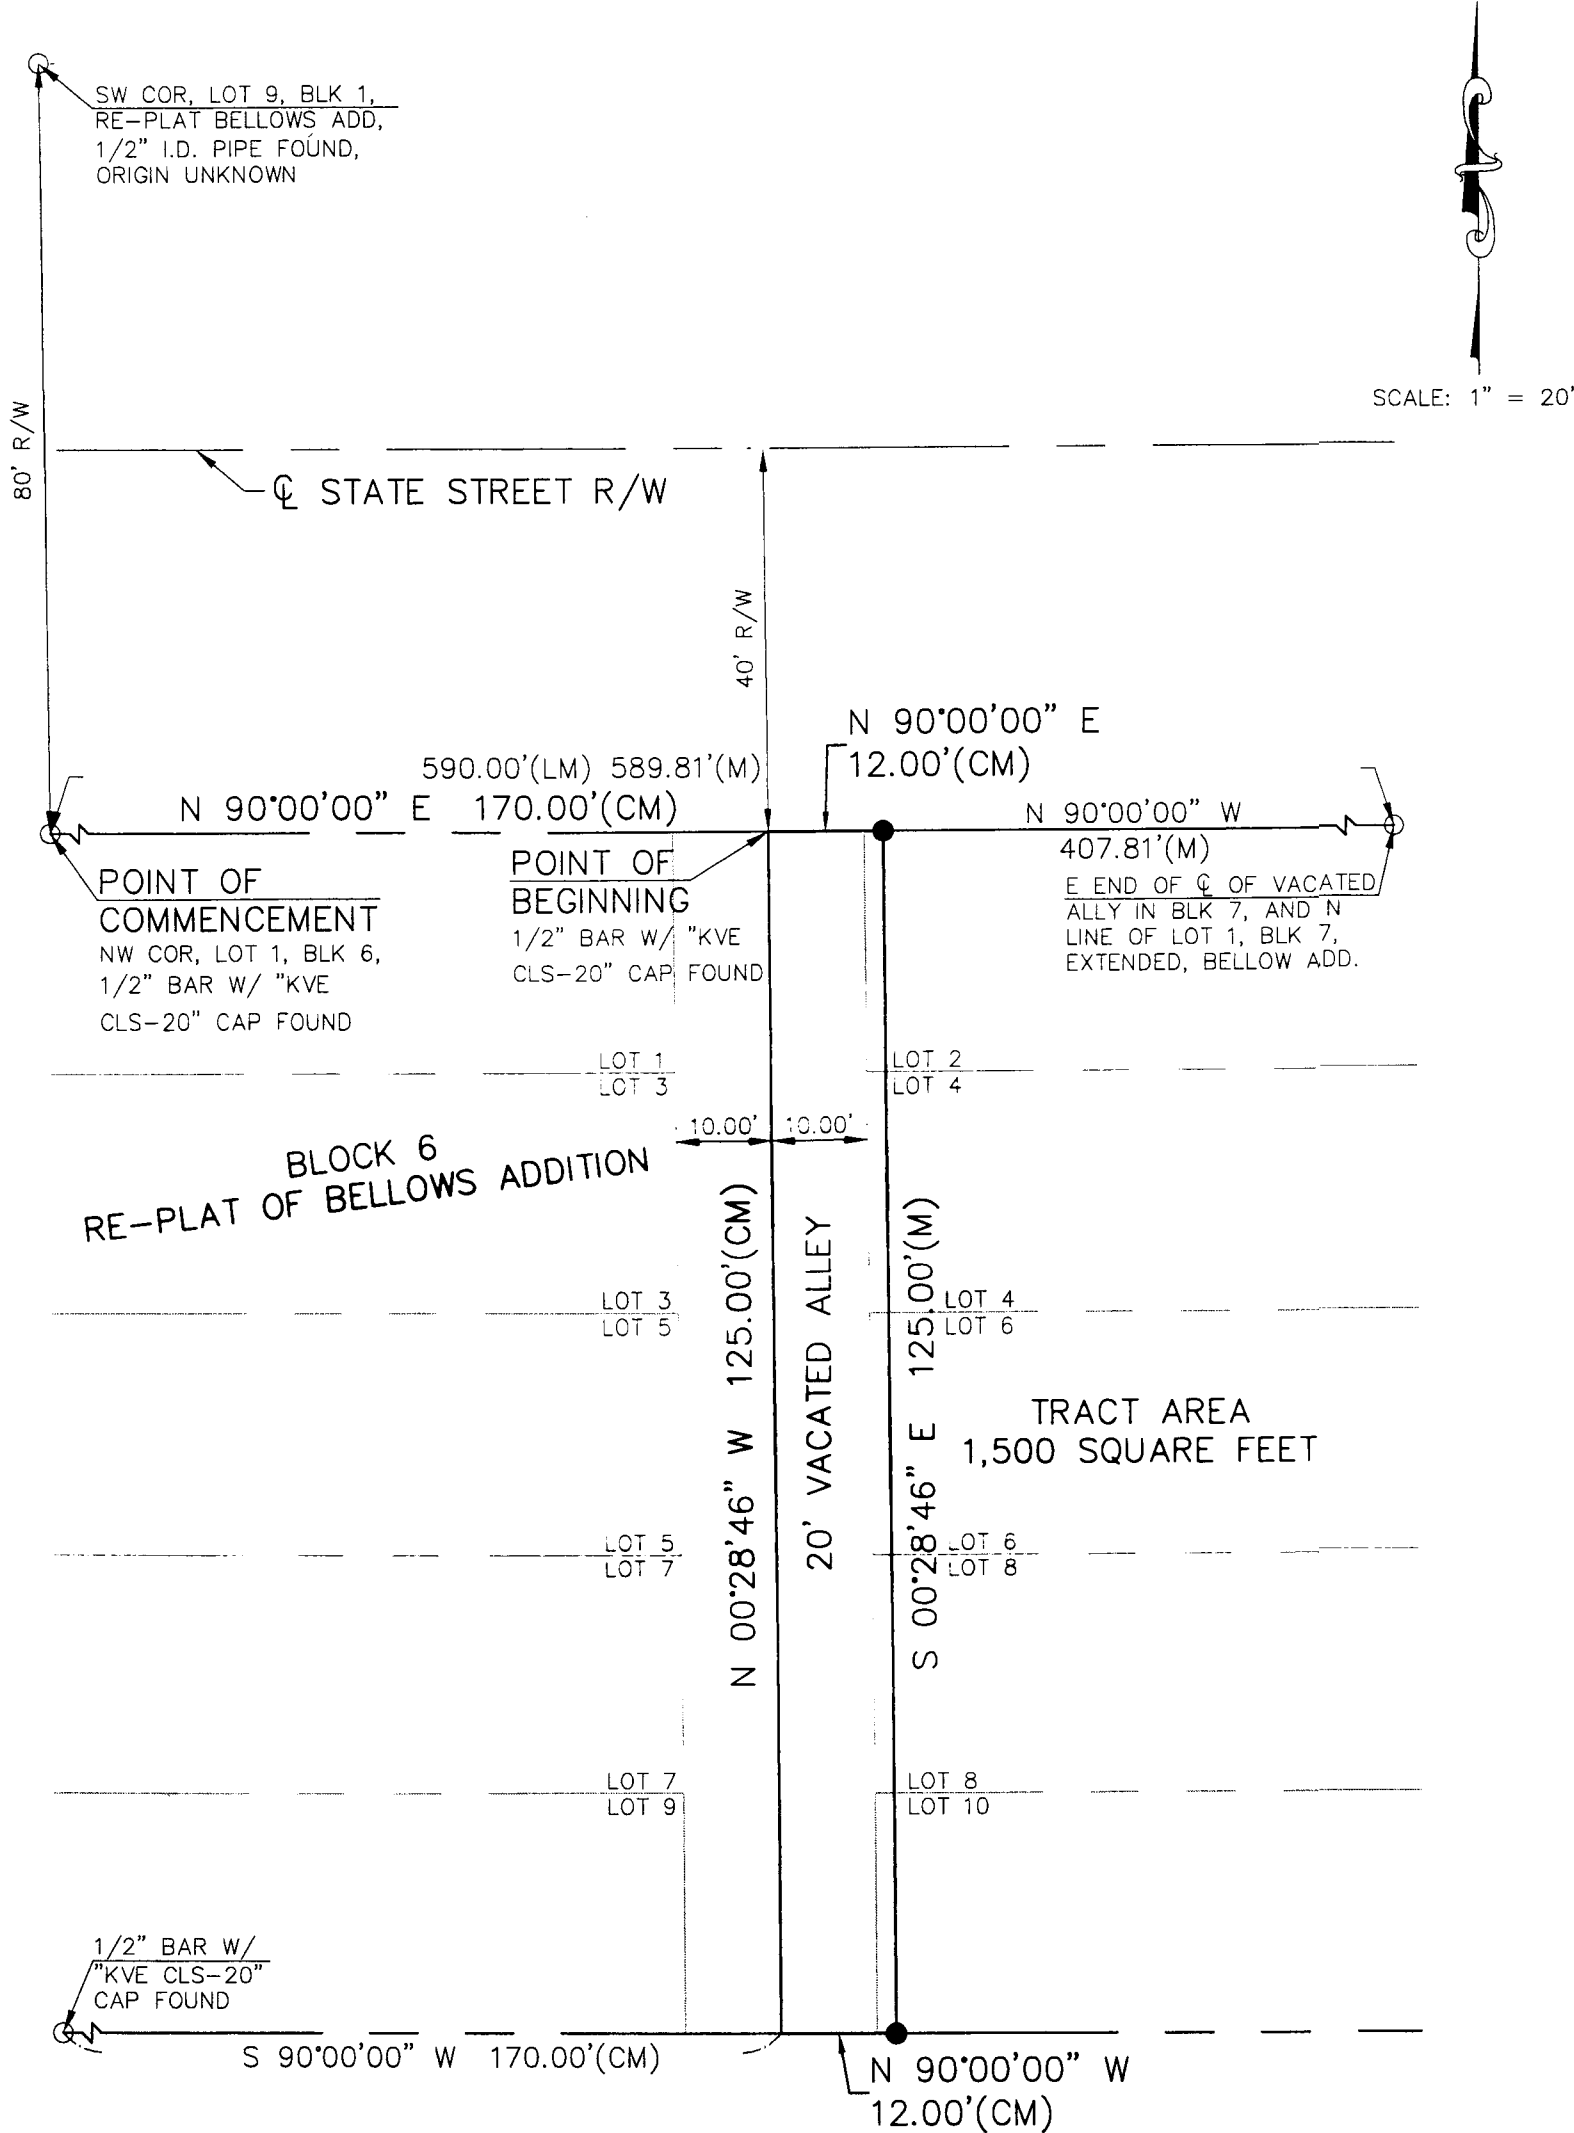 SW COR, LOT 9, BLK 1,
RE-PLAT BELLOWS ADD,
1/2" I.D. PIPE FOUND,
ORIGIN UNKNOWN
SCALE: 1" = 20'
80' R/W
℄ STATE STREET R/W
40' R/W
N 90°00'00" E
12.00'(CM)
590.00'(LM) 589.81'(M)
N 90°00'00" E 170.00'(CM)
N 90°00'00" W
407.81'(M)
POINT OF
COMMENCEMENT
NW COR, LOT 1, BLK 6,
1/2" BAR W/ "KVE
CLS-20" CAP FOUND
POINT OF
BEGINNING
1/2" BAR W/ "KVE
CLS-20" CAP FOUND
E END OF ℄ OF VACATED
ALLY IN BLK 7, AND N
LINE OF LOT 1, BLK 7,
EXTENDED, BELLOW ADD.
LOT 1
LOT 3
LOT 2
LOT 4
10.00'
10.00'
BLOCK 6
RE-PLAT OF BELLOWS ADDITION
N 00°28'46" W 125.00'(CM)
20' VACATED ALLEY
S 00°28'46" E 125.00'(M)
LOT 3
LOT 5
LOT 4
LOT 6
TRACT AREA
1,500 SQUARE FEET
LOT 5
LOT 7
LOT 6
LOT 8
LOT 7
LOT 9
LOT 8
LOT 10
1/2" BAR W/
"KVE CLS-20"
CAP FOUND
S 90°00'00" W 170.00'(CM)
N 90°00'00" W
12.00'(CM)